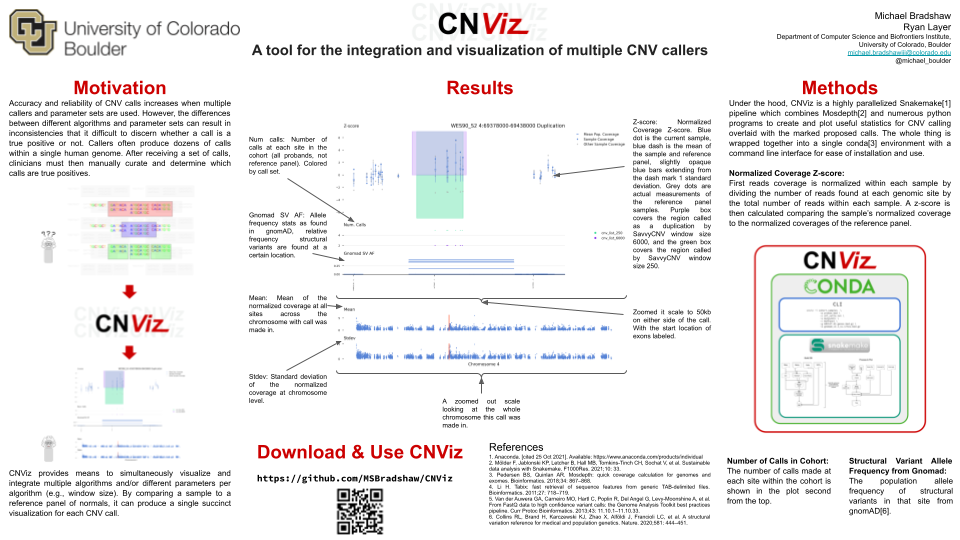 University of Colorado
Boulder
CNViz
A tool for the integration and visualization of multiple CNV callers
Michael Bradshaw
Ryan Layer
Department of Computer Science and Biofrontiers Institute,
University of Colorado, Boulder
michael.bradshawiii@colorado.edu
@michael_boulder
Motivation
Accuracy and reliability of CNV calls increases when multiple
callers and parameter sets are used. However, the differences
between different algorithms and parameter sets can result in
inconsistencies that it difficult to discern whether a call is a
true positive or not. Callers often produce dozens of calls
within a single human genome. After receiving a set of calls,
clinicians must then manually curate and determine which
calls are true positives.
???
CNViz
CNViz provides means to simultaneously visualize and
integrate multiple algorithms and/or different parameters per
algorithm (e.g., window size). By comparing a sample to a
reference panel of normals, it can produce a single succinct
visualization for each CNV call.
Results
Z-score
WES90_S2 4:69378000-69438000 Duplication
Mean Pop. Coverage
Sample Coverage
Other Sample Coverage
Num calls: Number of
calls at each site in
the cohort (all probands, not
reference panel). Colored
by call set.
Gnomad SV AF: Allele
frequency stats as found
in gnomAD, relative
frequency structural
variants are found at a
certain location.
Num. Calls
cnv_list_250
cnv_list_6000
Gnomad SV AF
Mean: Mean of the
normalized coverage at all
sites across the
chromosome with call was
made in.
Mean
Stdev
Chromosome 4
Stdev: Standard deviation
of the normalized
coverage at chromosome
level.
A zoomed out scale
looking at the whole
chromosome this call was
made in.
Z-score: Normalized
Coverage Z-score. Blue
dot is the current sample,
blue dash is the mean of
the sample and reference
panel, slightly opaque
blue bars extending from
the dash mark 1 standard
deviation. Grey dots are
actual measurements of
the reference panel
samples. Purple box
covers the region called
as a duplication by
SavvyCNV window size
6000, and the green box
covers the region called
by SavvyCNV window
size 250.
Zoomed it scale to 50kb
on either side of the call.
With the start location of
exons labeled.
Download & Use CNViz
https://github.com/MSBradshaw/CNViz
References
1. Anaconda. [cited 25 Oct 2021]. Available: https://www.anaconda.com/products/individual
2. Mölder F, Jablonski KP, Letcher B, Hall MB, Tomkins-Tinch CH, Sochat V, et al. Sustainable
data analysis with Snakemake. F1000Res. 2021;10: 33.
3. Pedersen BS, Quinlan AR. Mosdepth: quick coverage calculation for genomes and
exomes. Bioinformatics. 2018;34: 867–868.
4. Li H. Tabix: fast retrieval of sequence features from generic TAB-delimited files.
Bioinformatics. 2011;27: 718–719.
5. Van der Auwera GA, Carneiro MO, Hartl C, Poplin R, Del Angel G, Levy-Moonshine A, et al.
From FastQ data to high confidence variant calls: the Genome Analysis Toolkit best practices
pipeline. Curr Protoc Bioinformatics. 2013;43: 11.10.1–11.10.33.
6. Collins RL, Brand H, Karczewski KJ, Zhao X, Alföldi J, Francioli LC, et al. A structural
variation reference for medical and population genetics. Nature. 2020;581: 444–451.
Methods
Under the hood, CNViz is a highly parallelized Snakemake[1]
pipeline which combines Mosdepth[2] and numerous python
programs to create and plot useful statistics for CNV calling
overlaid with the marked proposed calls. The whole thing is
wrapped together into a single conda[3] environment with a
command line interface for ease of installation and use.
Normalized Coverage Z-score:
First reads coverage is normalized within each sample by
dividing the number of reads found at each genomic site by
the total number of reads within each sample. A z-score is
then calculated comparing the sample's normalized coverage
to the normalized coverages of the reference panel.
CNViz
CONDA
CLI
snakemake
Number of Calls in Cohort:
The number of calls made at
each site within the cohort is
shown in the plot second
from the top.
Structural Variant Allele
Frequency from Gnomad:
The population allele
frequency of structural
variants in that site from
gnomAD[6].